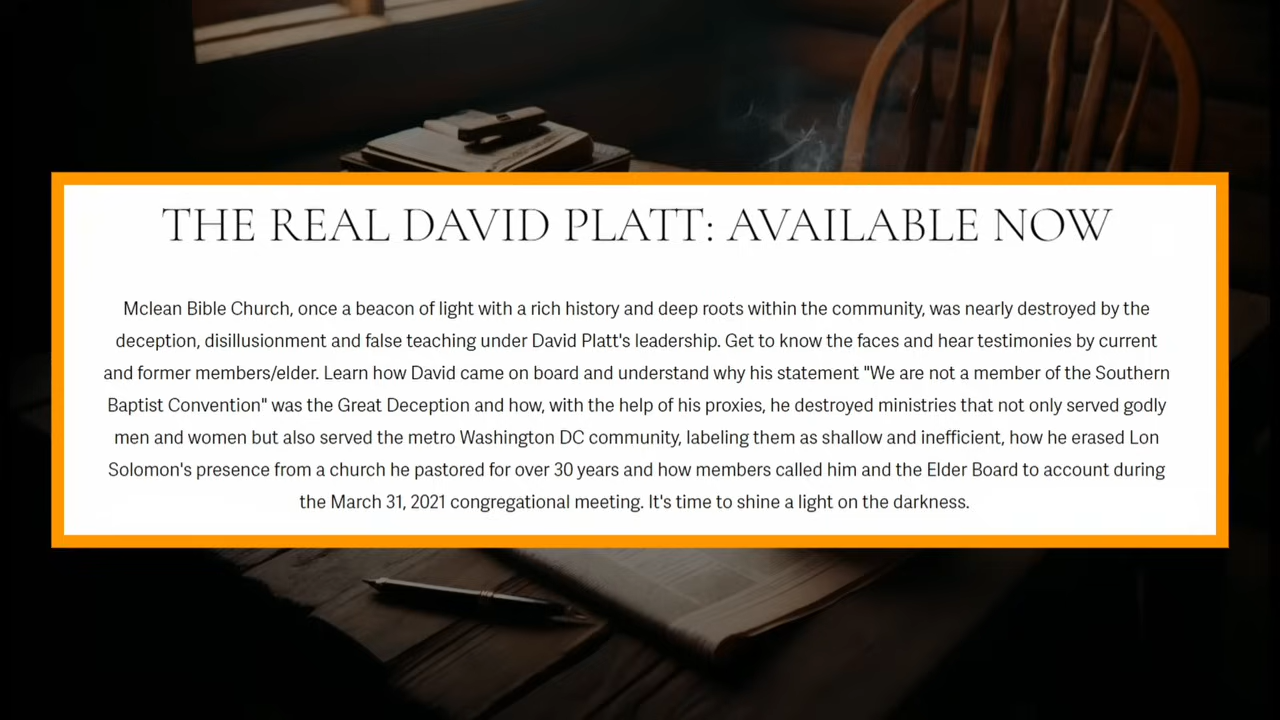 THE REAL DAVID PLATT: AVAILABLE NOW
Mclean Bible Church, once a beacon of light with a rich history and deep roots within the community, was nearly destroyed by the
deception, disillusionment and false teaching under David Platt's leadership. Get to know the faces and hear testimonies by current
and former members/elder. Learn how David came on board and understand why his statement "We are not a member of the Southern
Baptist Convention" was the Great Deception and how, with the help of his proxies, he destroyed ministries that not only served godly
men and women but also served the metro Washington DC community, labeling them as shallow and inefficient, how he erased Lon
Solomon's presence from a church he pastored for over 30 years and how members called him and the Elder Board to account during
the March 31, 2021 congregational meeting. It's time to shine a light on the darkness.